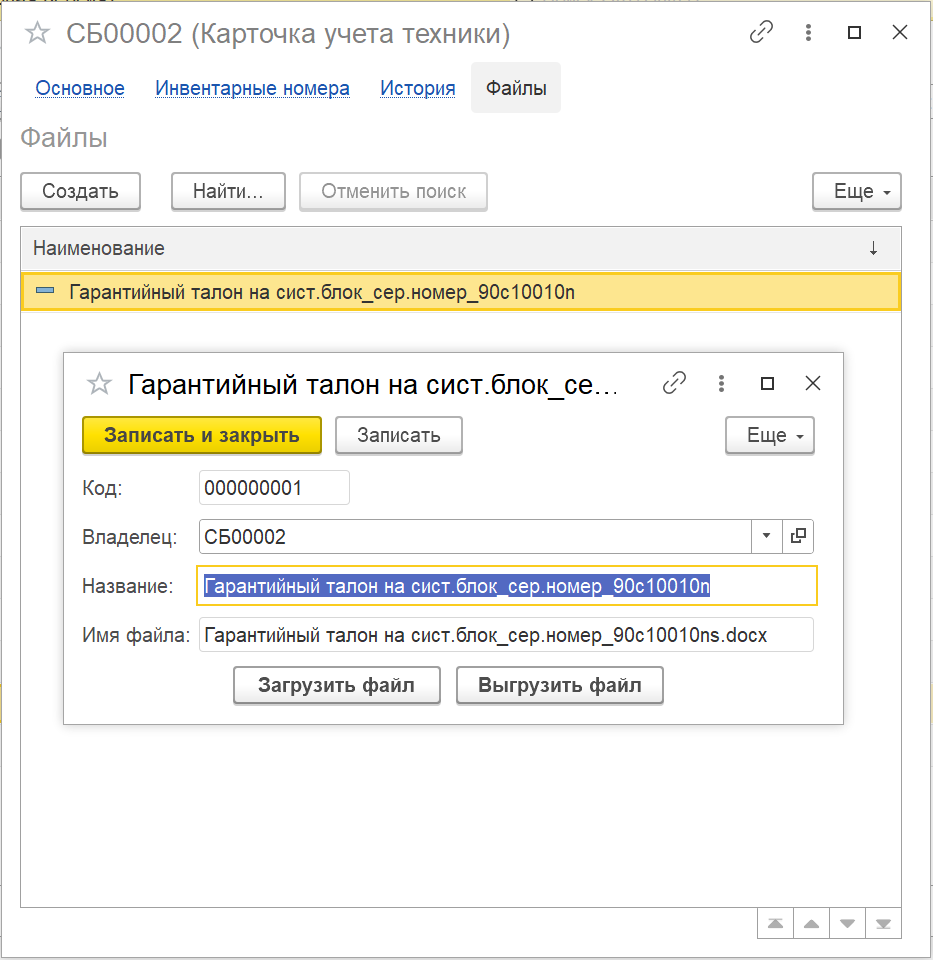 СБ00002 (Карточка учета техники)
Основное Инвентарные номера История Файлы
Файлы
Создать Найти... Отменить поиск Еще
Наименование ↓
Гарантийный талон на сист.блок_сер.номер_90c10010n
Гарантийный талон на сист.блок_се...
Записать и закрыть Записать Еще
Код: 000000001
Владелец: СБ00002
Название: Гарантийный талон на сист.блок_сер.номер_90c10010n
Имя файла: Гарантийный талон на сист.блок_сер.номер_90c10010ns.docx
Загрузить файл Выгрузить файл